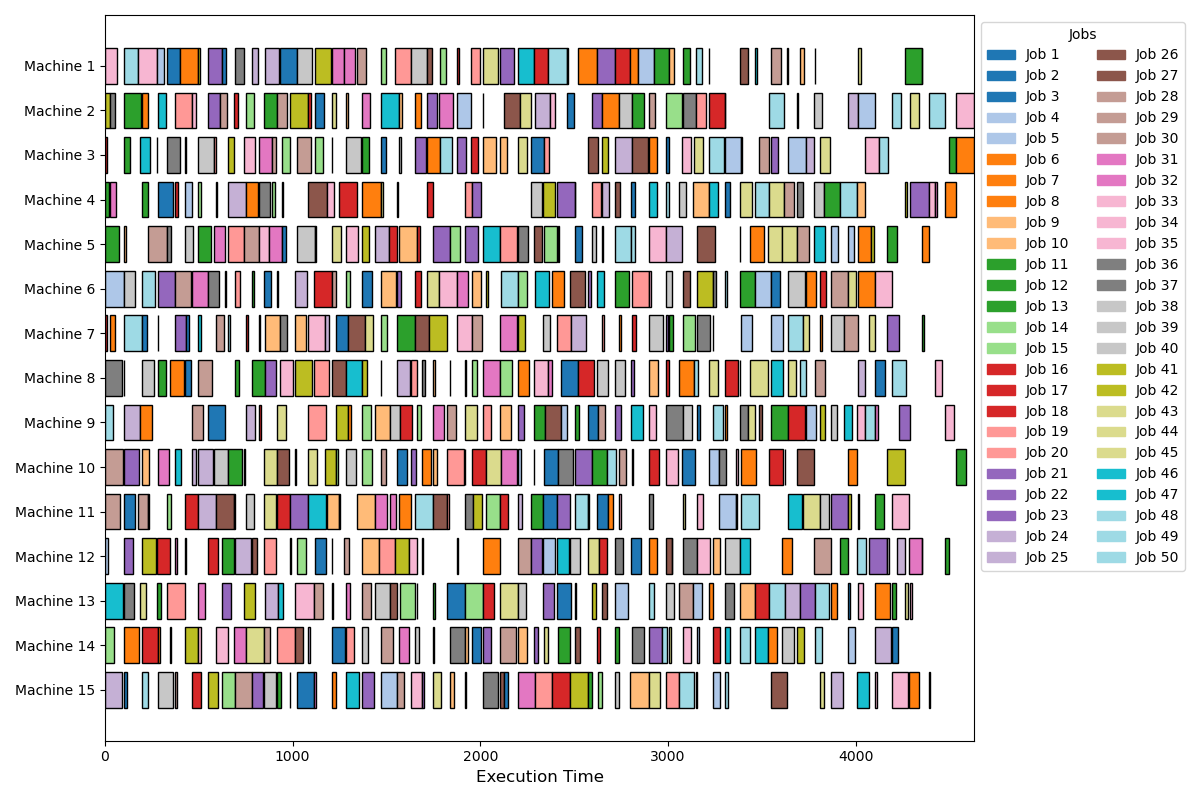 Machine 1
Machine 2
Machine 3
Machine 4
Machine 5
Machine 6
Machine 7
Machine 8
Machine 9
Machine 10
Machine 11
Machine 12
Machine 13
Machine 14
Machine 15
0 1000 2000 3000 4000
Execution Time
Jobs
Job 1
Job 2
Job 3
Job 4
Job 5
Job 6
Job 7
Job 8
Job 9
Job 10
Job 11
Job 12
Job 13
Job 14
Job 15
Job 16
Job 17
Job 18
Job 19
Job 20
Job 21
Job 22
Job 23
Job 24
Job 25
Job 26
Job 27
Job 28
Job 29
Job 30
Job 31
Job 32
Job 33
Job 34
Job 35
Job 36
Job 37
Job 38
Job 39
Job 40
Job 41
Job 42
Job 43
Job 44
Job 45
Job 46
Job 47
Job 48
Job 49
Job 50